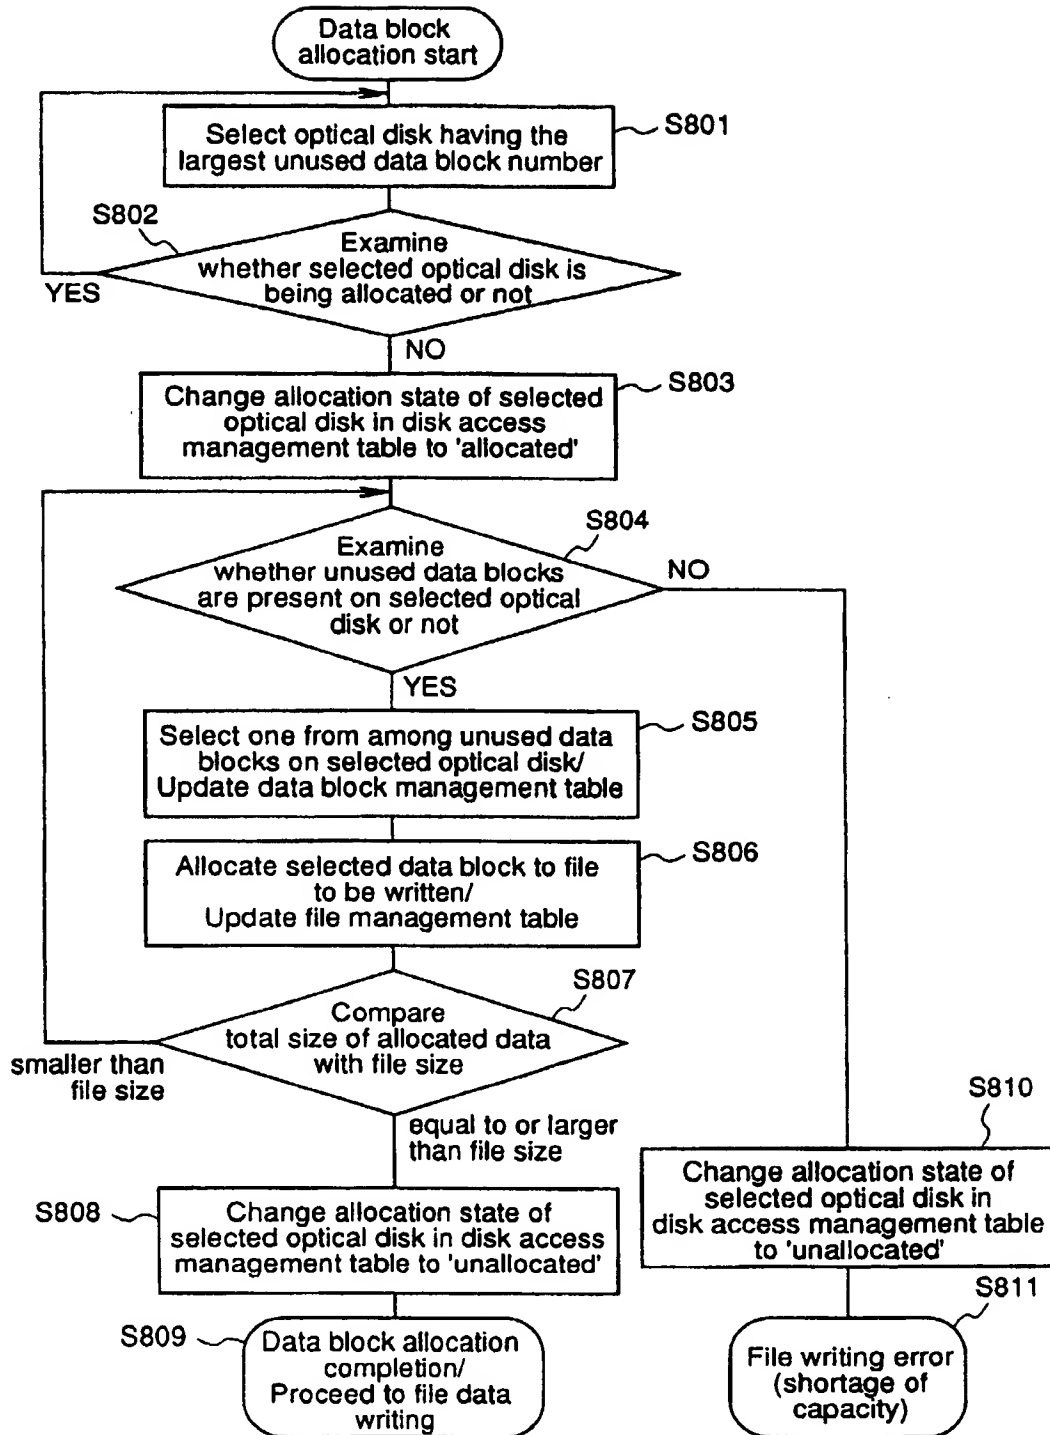 Data block
allocation start
S801
Select optical disk having the
largest unused data block number
S802
Examine
whether selected optical disk is
being allocated or not
YES
NO
S803
Change allocation state of selected
optical disk in disk access
management table to 'allocated'
S804
Examine
whether unused data blocks
are present on selected optical
disk or not
NO
YES
S805
Select one from among unused data
blocks on selected optical disk/
Update data block management table
S806
Allocate selected data block to file
to be written/
Update file management table
S807
Compare
total size of allocated data
with file size
smaller than
file size
equal to or larger
than file size
S810
Change allocation state of
selected optical disk in
disk access management table
to 'unallocated'
S808
Change allocation state of
selected optical disk in disk access
management table to 'unallocated'
S811
File writing error
(shortage of
capacity)
S809
Data block allocation
completion/
Proceed to file data
writing